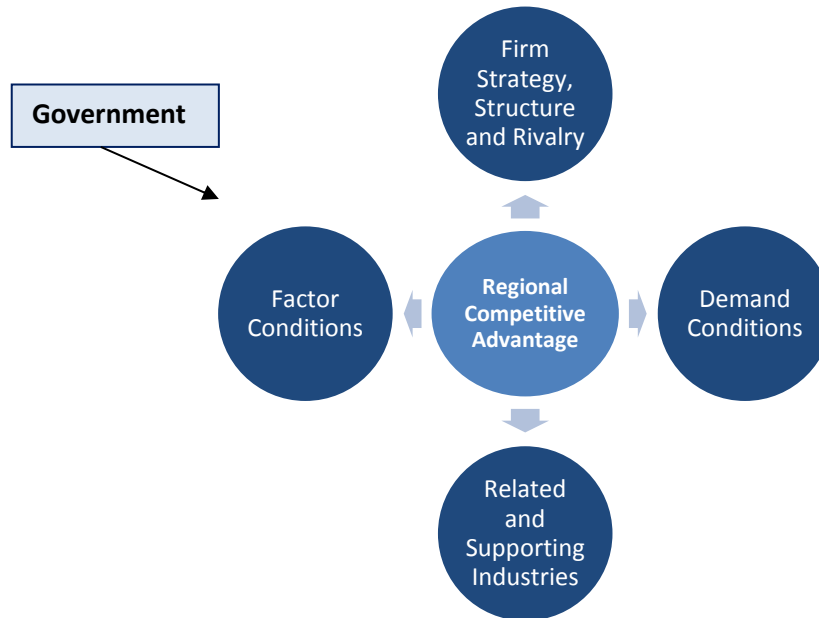 Firm
Strategy,
Structure
and Rivalry
Government
Factor
Conditions
Regional
Competitive
Advantage
Demand
Conditions
Related
and
Supporting
Industries